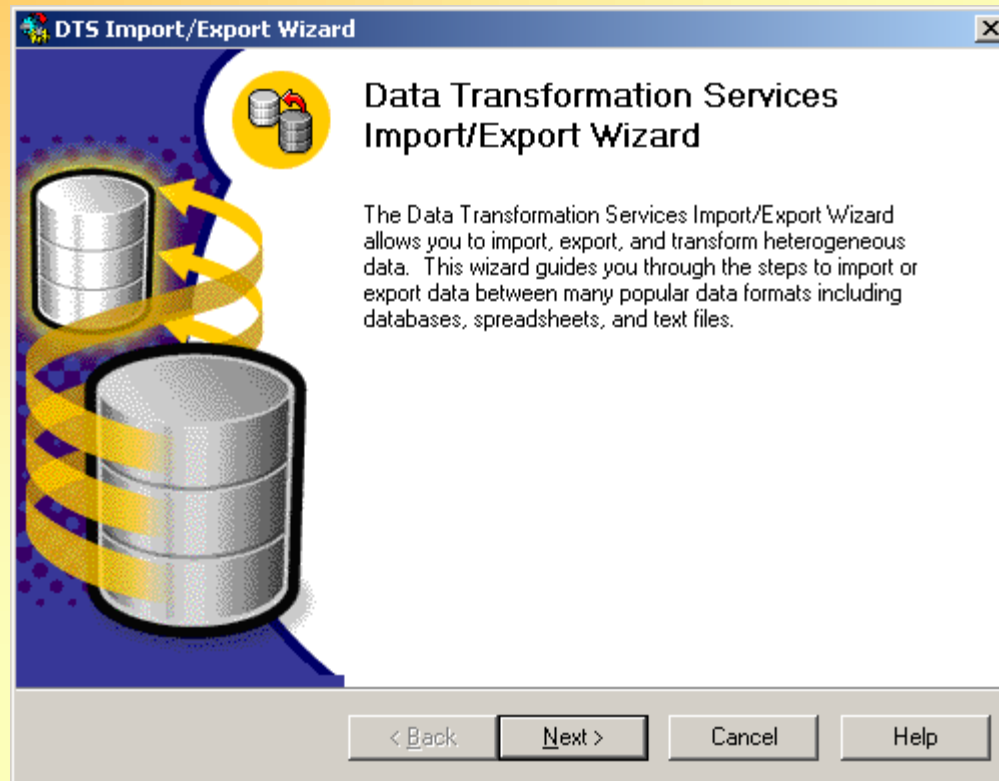 DTS Import/Export Wizard
Data Transformation Services
Import/Export Wizard
The Data Transformation Services Import/Export Wizard
allows you to import, export, and transform heterogeneous
data.  This wizard guides you through the steps to import or
export data between many popular data formats including
databases, spreadsheets, and text files.
< Back  Next >  Cancel  Help